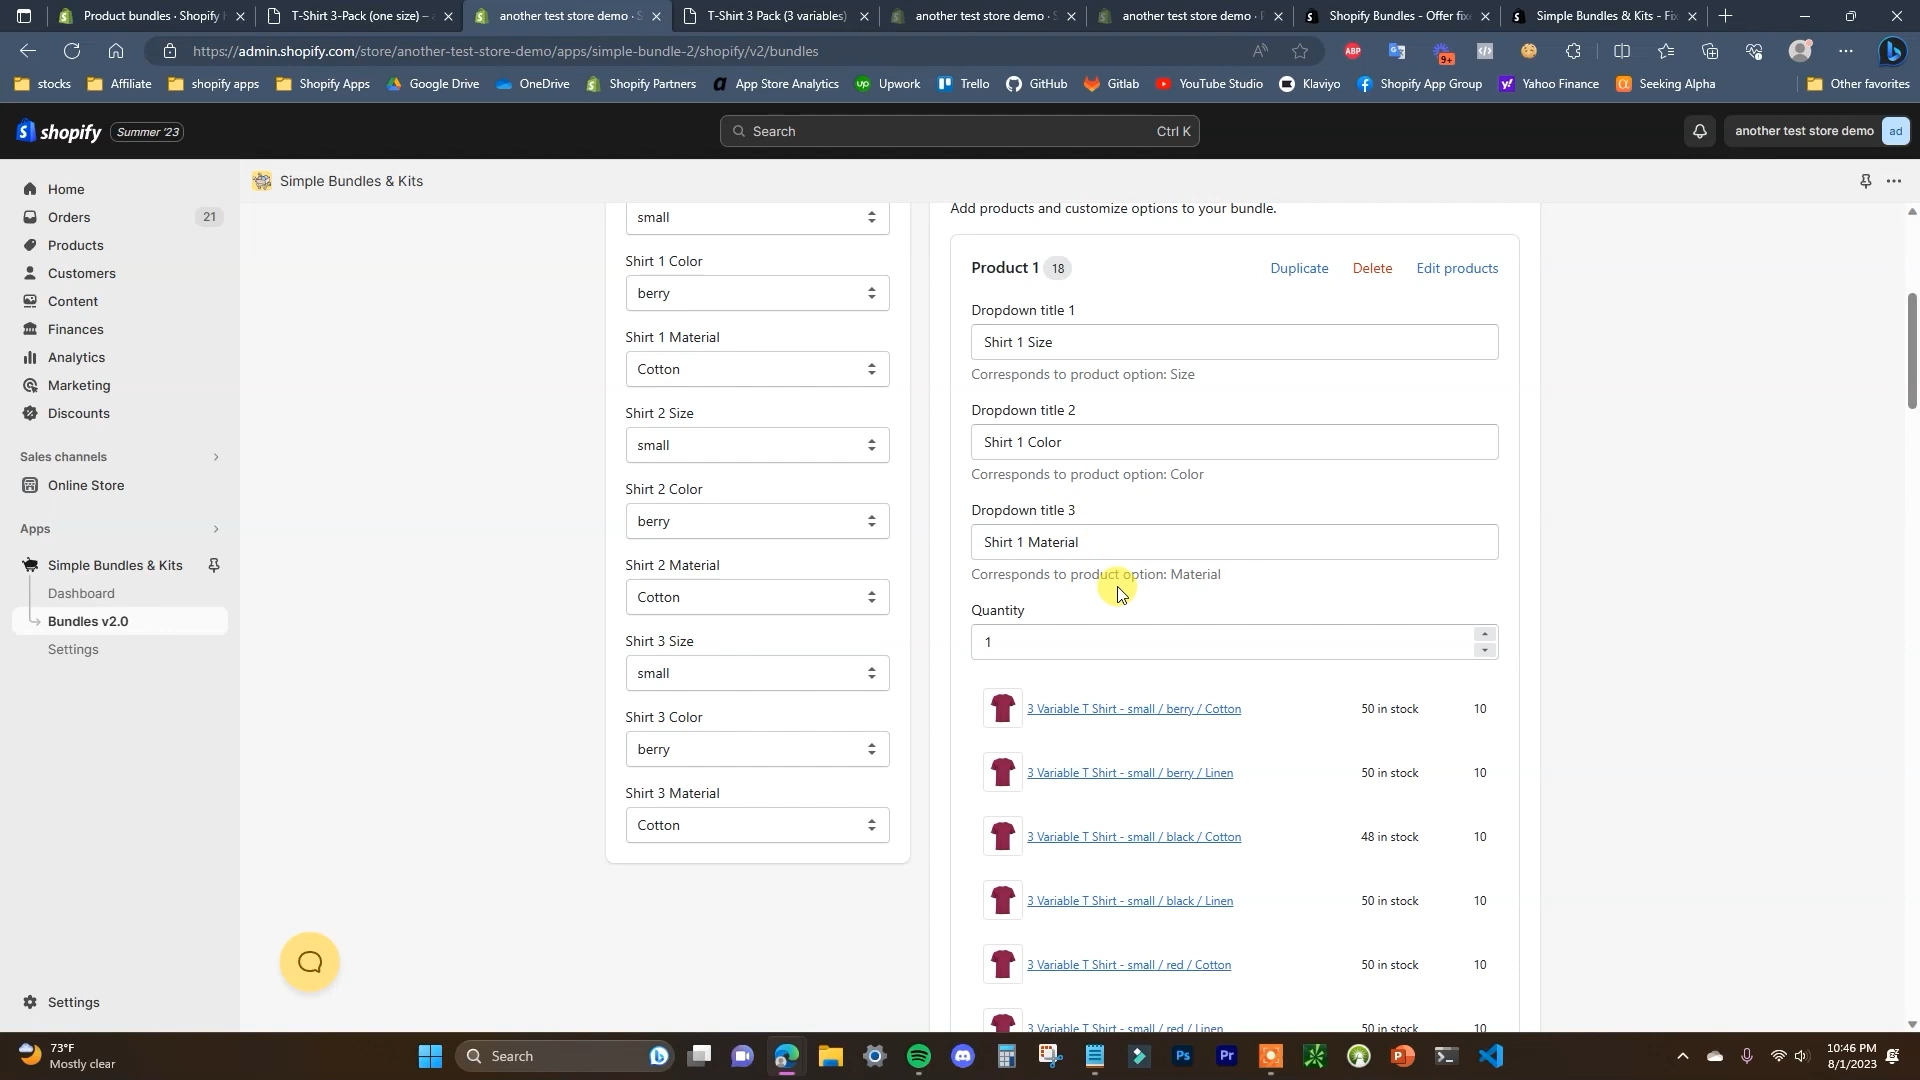 Product bundles · Shopify
T-Shirt 3-Pack (one size) –
another test store demo · S
T-Shirt 3 Pack (3 variables)
another test store demo · S
another test store demo · P
Shopify Bundles - Offer fix
Simple Bundles & Kits - Fi
https://admin.shopify.com/store/another-test-store-demo/apps/simple-bundle-2/shopify/v2/bundles
ABP
9+
stocks
Affiliate
shopify apps
Shopify Apps
Google Drive
OneDrive
Shopify Partners
App Store Analytics
Upwork
Trello
GitHub
Gitlab
YouTube Studio
Klaviyo
Shopify App Group
Yahoo Finance
Seeking Alpha
Other favorites
shopify
Summer '23
Search
Ctrl K
another test store demo
ad
Home
Orders
21
Products
Customers
Content
Finances
Analytics
Marketing
Discounts
Sales channels
Online Store
Apps
Simple Bundles & Kits
Dashboard
Bundles v2.0
Settings
Settings
Simple Bundles & Kits
small
Shirt 1 Color
berry
Shirt 1 Material
Cotton
Shirt 2 Size
small
Shirt 2 Color
berry
Shirt 2 Material
Cotton
Shirt 3 Size
small
Shirt 3 Color
berry
Shirt 3 Material
Cotton
Add products and customize options to your bundle.
Product 1
18
Duplicate
Delete
Edit products
Dropdown title 1
Shirt 1 Size
Corresponds to product option: Size
Dropdown title 2
Shirt 1 Color
Corresponds to product option: Color
Dropdown title 3
Shirt 1 Material
Corresponds to product option: Material
Quantity
1
3 Variable T Shirt - small / berry / Cotton
50 in stock
10
3 Variable T Shirt - small / berry / Linen
50 in stock
10
3 Variable T Shirt - small / black / Cotton
48 in stock
10
3 Variable T Shirt - small / black / Linen
50 in stock
10
3 Variable T Shirt - small / red / Cotton
50 in stock
10
3 Variable T Shirt - small / red / Linen
50 in stock
10
73°F
Mostly clear
Search
Ps
Pr
10:46 PM
8/1/2023